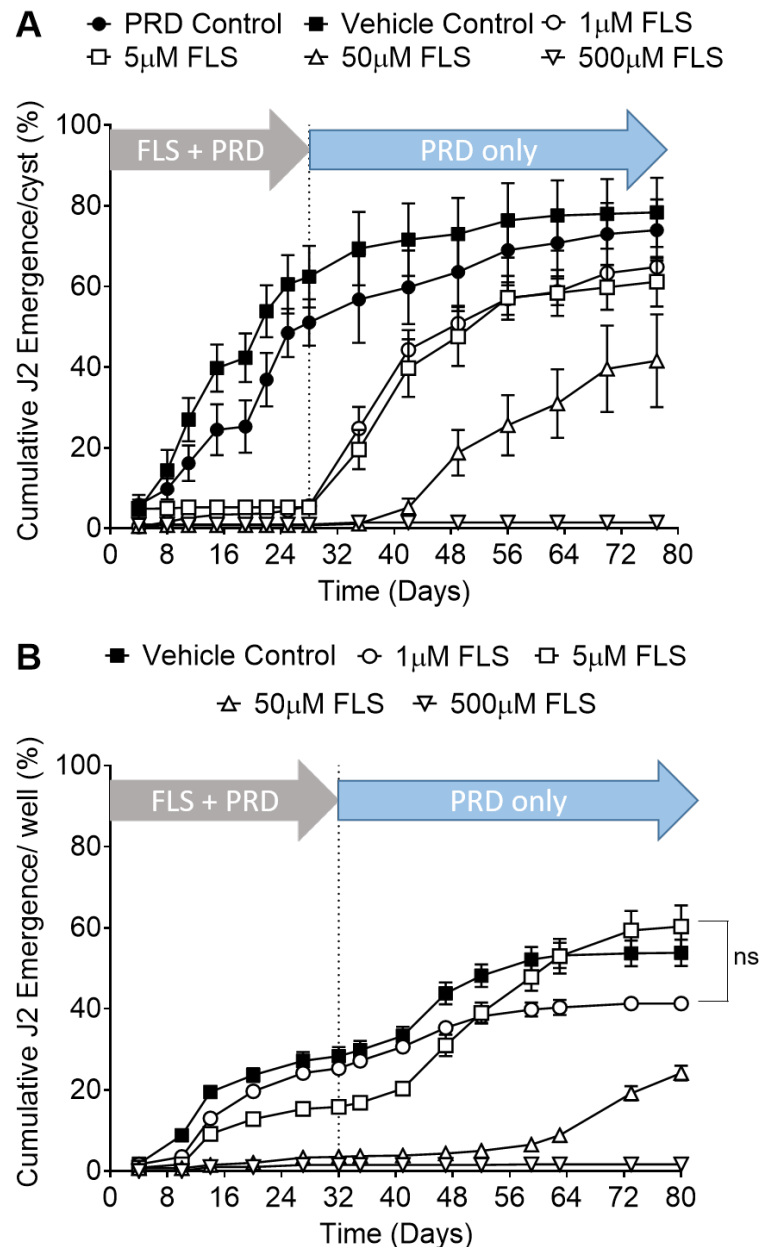 A
PRD Control Vehicle Control 1μM FLS
5μM FLS 50μM FLS 500μM FLS
Cumulative J2 Emergence/cyst (%)
100
80
60
40
20
0
FLS + PRD PRD only
0 8 16 24 32 40 48 56 64 72 80
Time (Days)
B
Vehicle Control 1μM FLS 5μM FLS
50μM FLS 500μM FLS
Cumulative J2 Emergence/ well (%)
100
80
60
40
20
0
FLS + PRD PRD only
ns
0 8 16 24 32 40 48 56 64 72 80
Time (Days)